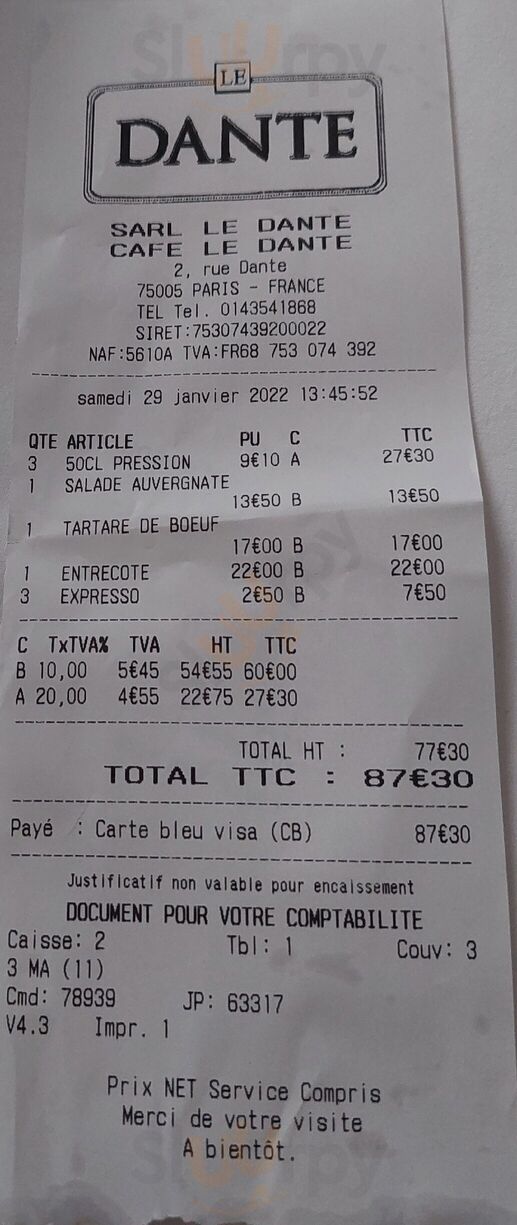 Slurpy
LE
DANTE
SARL LE DANTE
CAFE LE DANTE
2, rue Dante
75005 PARIS - FRANCE
TEL Tel. 0143541868
SIRET:75307439200022
NAF:5610A TVA:FR68 753 074 392
samedi 29 janvier 2022 13:45:52
QTE ARTICLE PU C TTC
3 50CL PRESSION 9€10 A 27€30
1 SALADE AUVERGNATE
13€50 B 13€50
1 TARTARE DE BOEUF
17€00 B 17€00
1 ENTRECOTE 22€00 B 22€00
3 EXPRESSO 2€50 B 7€50
C TxTVA% TVA HT TTC
B 10,00 5€45 54€55 60€00
A 20,00 4€55 22€75 27€30
TOTAL HT : 77€30
TOTAL TTC : 87€30
Payé : Carte bleu visa (CB) 87€30
Justificatif non valable pour encaissement
DOCUMENT POUR VOTRE COMPTABILITE
Caisse: 2 Tbl: 1 Couv: 3
3 MA (11)
Cmd: 78939 JP: 63317
V4.3 Impr. 1
Prix NET Service Compris
Merci de votre visite
A bientôt.
Slurpy